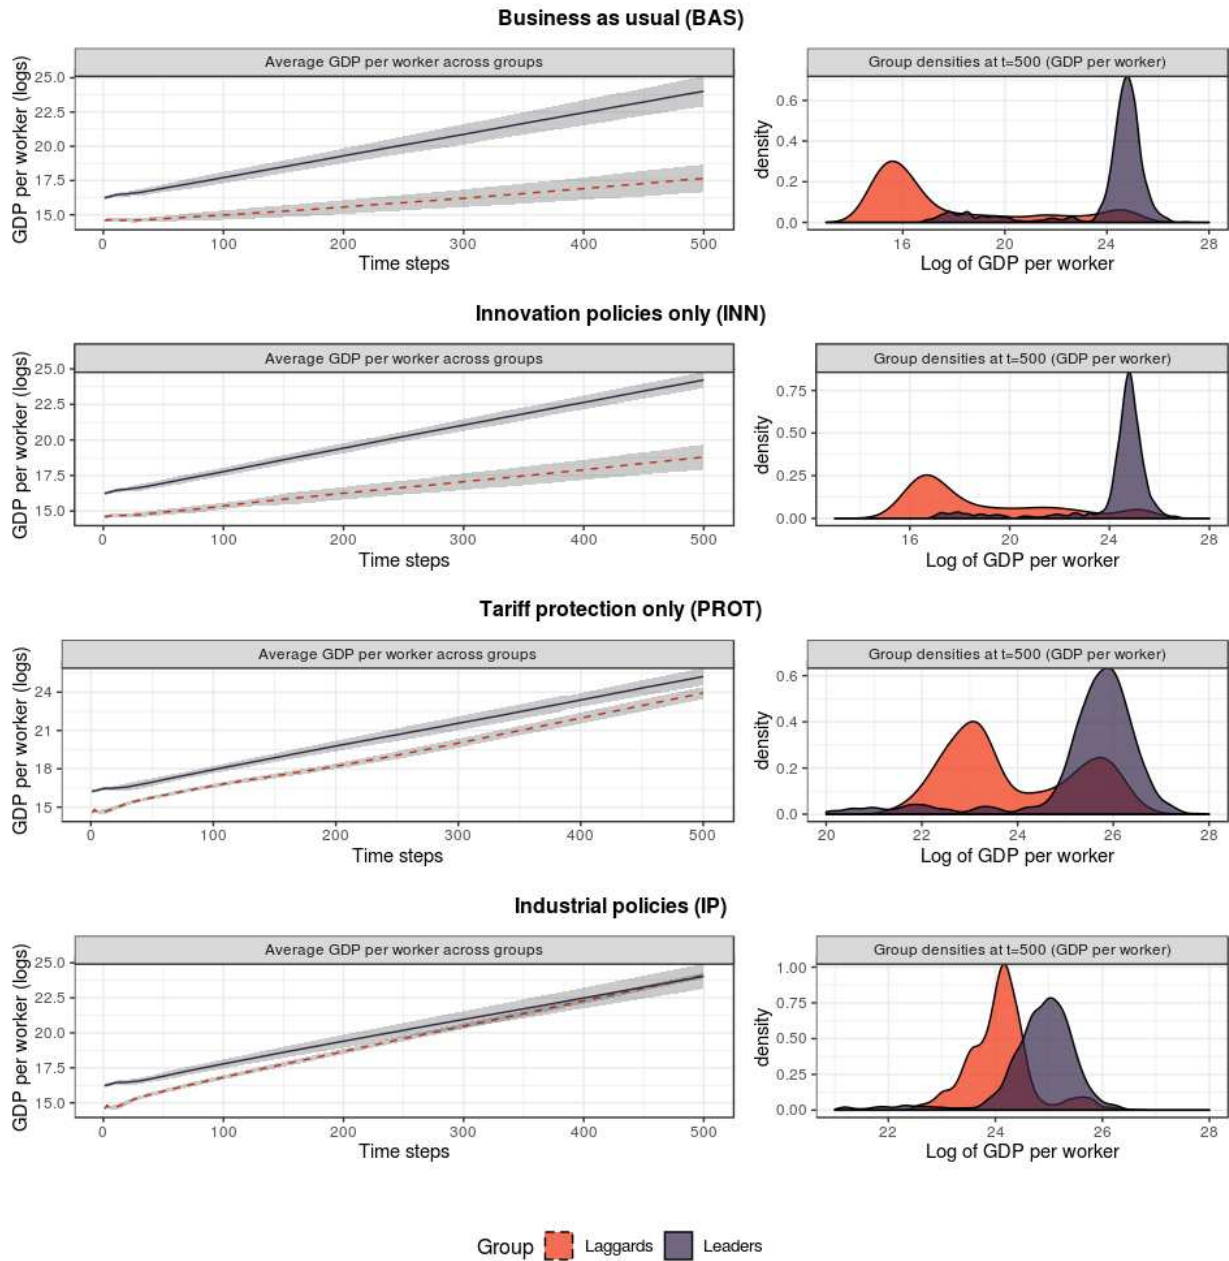 Business as usual (BAS)
Average GDP per worker across groups
Group densities at t=500 (GDP per worker)
GDP per worker (logs)
25.0
22.5
20.0
17.5
15.0
0 100 200 300 400 500
Time steps
density
0.6
0.4
0.2
0.0
16 20 24 28
Log of GDP per worker
Innovation policies only (INN)
Average GDP per worker across groups
Group densities at t=500 (GDP per worker)
GDP per worker (logs)
25.0
22.5
20.0
17.5
15.0
0 100 200 300 400 500
Time steps
density
0.75
0.50
0.25
0.00
16 20 24 28
Log of GDP per worker
Tariff protection only (PROT)
Average GDP per worker across groups
Group densities at t=500 (GDP per worker)
GDP per worker (logs)
24
21
18
15
0 100 200 300 400 500
Time steps
density
0.6
0.4
0.2
0.0
20 22 24 26 28
Log of GDP per worker
Industrial policies (IP)
Average GDP per worker across groups
Group densities at t=500 (GDP per worker)
GDP per worker (logs)
25.0
22.5
20.0
17.5
15.0
0 100 200 300 400 500
Time steps
density
1.00
0.75
0.50
0.25
0.00
22 24 26 28
Log of GDP per worker
Group Laggards Leaders